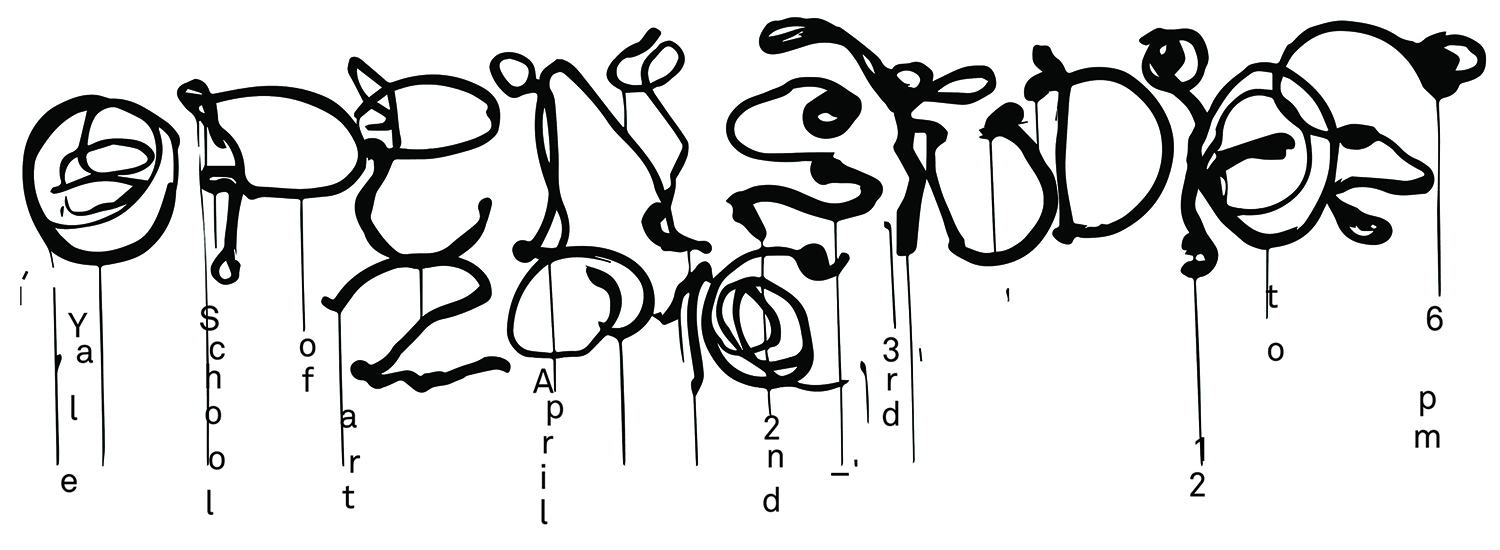 OPEN STUDIOS
2016
Yale School of art April 2nd – 3rd 12 to 6 pm